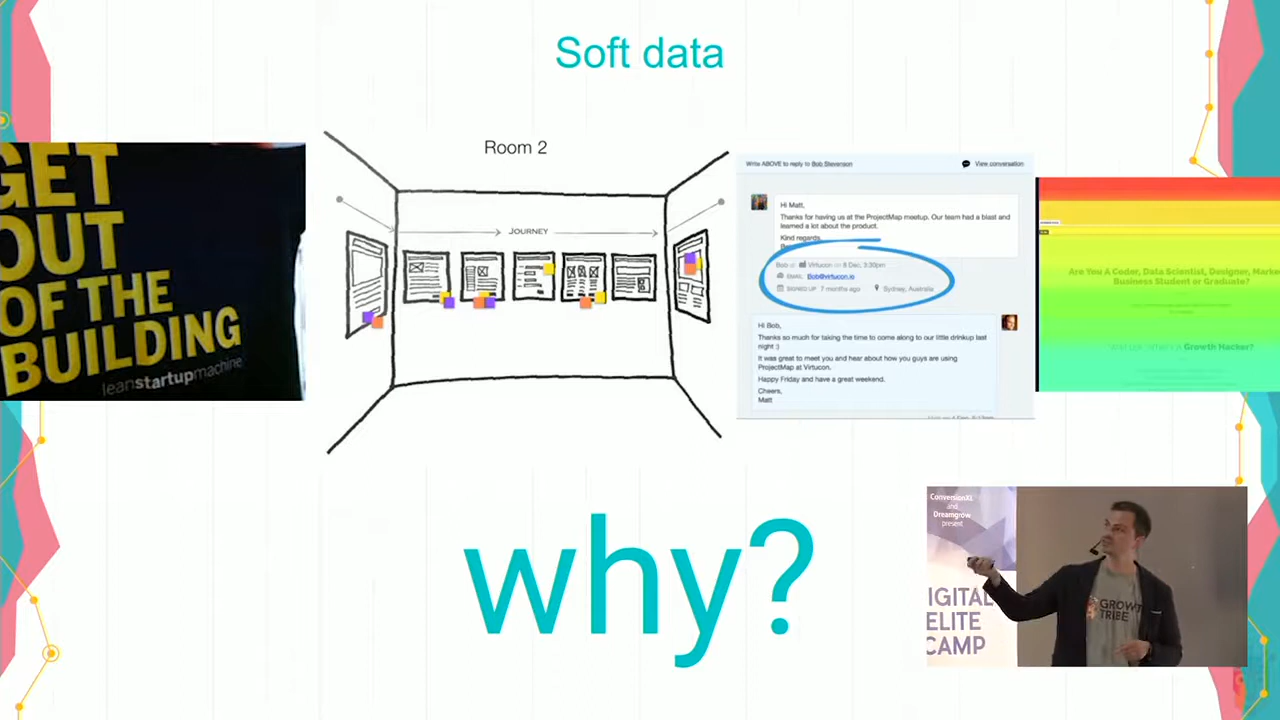 Soft data
GET
OUT
OF THE
BUILDING
leanstartupmachine
Room 2
JOURNEY
Write ABOVE to reply to Bob Stevenson
View conversation
Hi Matt,
Thanks for having us at the ProjectMap meetup. Our team had a blast and
learned a lot about the product.
Kind regards,
Bob at Virtucon on 8 Dec, 3:30pm
EMAIL Bob@virtucon.io
SIGNED UP 7 months ago Sydney, Australia
Hi Bob,
Thanks so much for taking the time to come along to our little drinkup last
night :)
It was great to meet you and hear about how you guys are using
ProjectMap at Virtucon.
Happy Friday and have a great weekend.
Cheers,
Matt
Are You A Coder, Data Scientist, Designer, Marke
Business Student or Graduate?
Growth Hacker?
why?
ConversionXL
and
Dreamgrow
present
IGITAL
ELITE
CAMP
GROWT
TRIBE